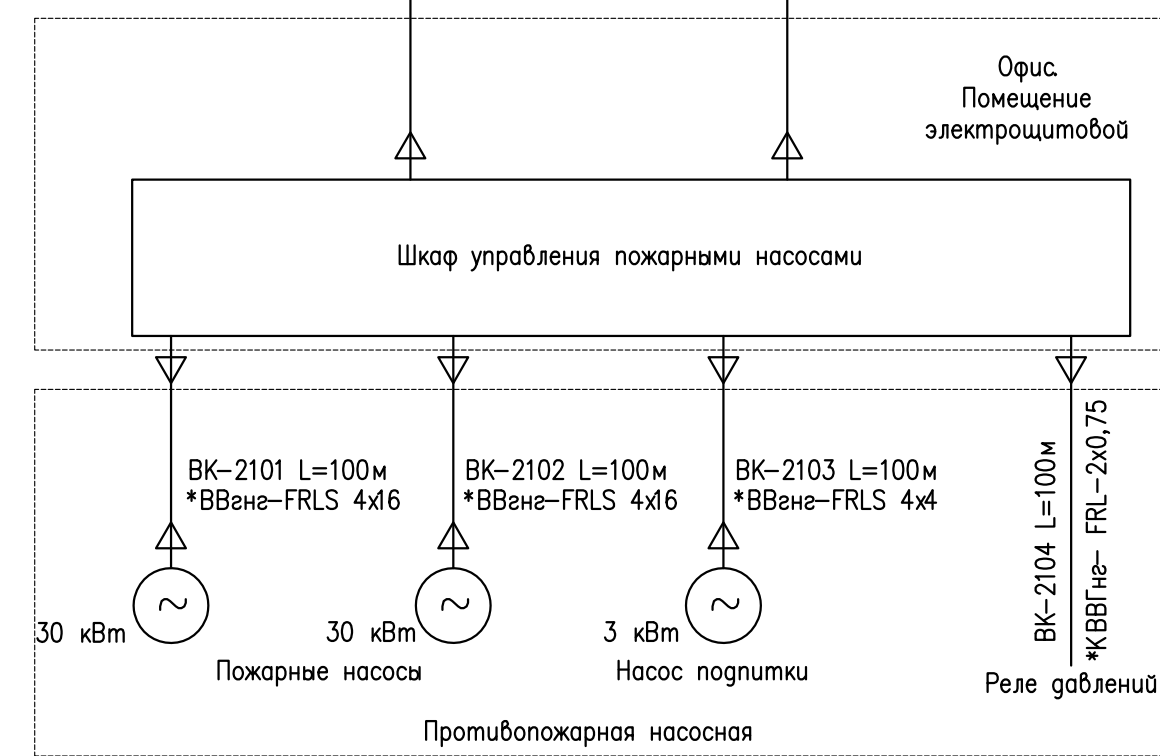 Офис.
Помещение
электрощитовой
Шкаф управления пожарными насосами
ВК-2101 L=100м
*ВВгнг-FRLS 4х16
ВК-2102 L=100м
*ВВгнг-FRLS 4х16
ВК-2103 L=100м
*ВВгнг-FRLS 4х4
ВК-2104 L=100м
*КВВГнг- FRL-2х0,75
30 кВт
30 кВт
3 кВт
Пожарные насосы
Насос подпитки
Реле давлений
Противопожарная насосная